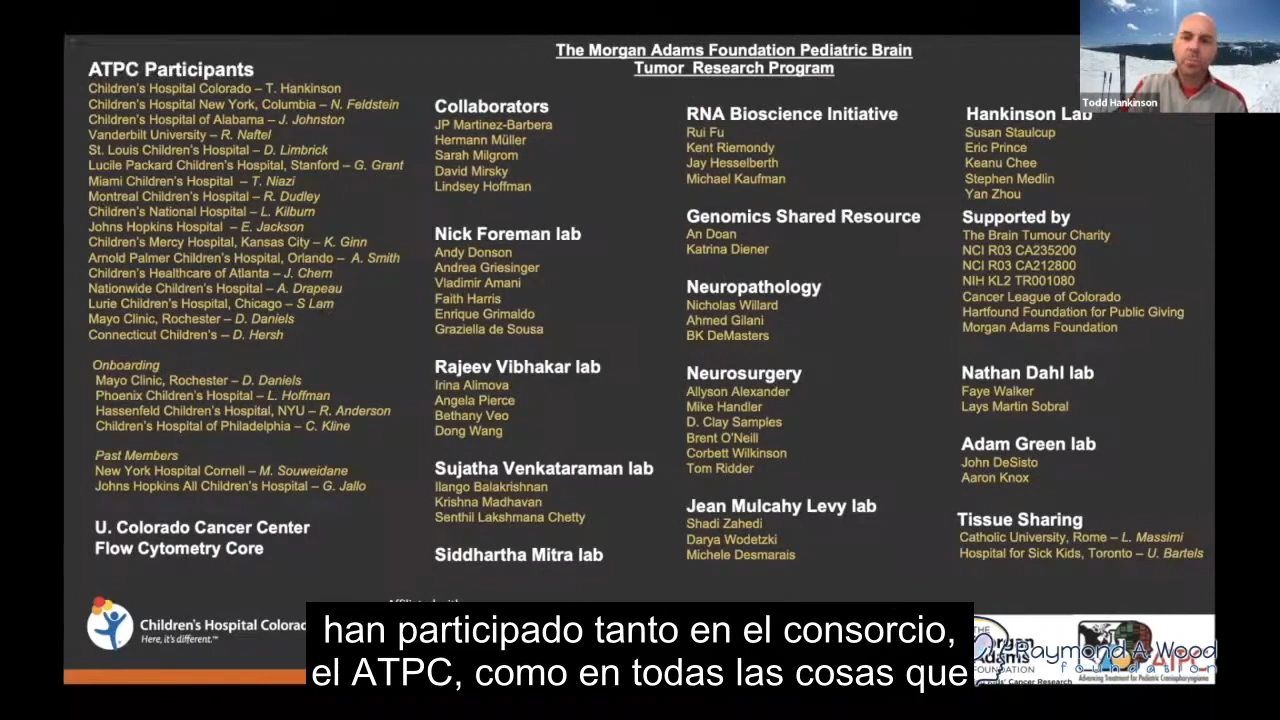 The Morgan Adams Foundation Pediatric Brain
Tumor Research Program
Todd Hankinson
ATPC Participants
Children's Hospital Colorado – T. Hankinson
Children's Hospital New York, Columbia – N. Feldstein
Children's Hospital of Alabama – J. Johnston
Vanderbilt University – R. Naftel
St. Louis Children's Hospital – D. Limbrick
Lucile Packard Children's Hospital, Stanford – G. Grant
Miami Children's Hospital – T. Niazi
Montreal Children's Hospital – R. Dudley
Children's National Hospital – L. Kilburn
Johns Hopkins Hospital – E. Jackson
Children's Mercy Hospital, Kansas City – K. Ginn
Arnold Palmer Children's Hospital, Orlando – A. Smith
Children's Healthcare of Atlanta – J. Chern
Nationwide Children's Hospital – A. Drapeau
Lurie Children's Hospital, Chicago – S Lam
Mayo Clinic, Rochester – D. Daniels
Connecticut Children's – D. Hersh
Onboarding
Mayo Clinic, Rochester – D. Daniels
Phoenix Children's Hospital – L. Hoffman
Hassenfeld Children's Hospital, NYU – R. Anderson
Children's Hospital of Philadelphia – C. Kline
Past Members
New York Hospital Cornell – M. Souweidane
Johns Hopkins All Children's Hospital – G. Jallo
U. Colorado Cancer Center
Flow Cytometry Core
Collaborators
JP Martinez-Barbera
Hermann Müller
Sarah Milgrom
David Mirsky
Lindsey Hoffman
Nick Foreman lab
Andy Donson
Andrea Griesinger
Vladimir Amani
Faith Harris
Enrique Grimaldo
Graziella de Sousa
Rajeev Vibhakar lab
Irina Alimova
Angela Pierce
Bethany Veo
Dong Wang
Sujatha Venkataraman lab
Ilango Balakrishnan
Krishna Madhavan
Senthil Lakshmana Chetty
Siddhartha Mitra lab
RNA Bioscience Initiative
Rui Fu
Kent Riemondy
Jay Hesselberth
Michael Kaufman
Genomics Shared Resource
An Doan
Katrina Diener
Neuropathology
Nicholas Willard
Ahmed Gilani
BK DeMasters
Neurosurgery
Allyson Alexander
Mike Handler
D. Clay Samples
Brent O'Neill
Corbett Wilkinson
Tom Ridder
Jean Mulcahy Levy lab
Shadi Zahedi
Darya Wodetzki
Michele Desmarais
Hankinson Lab
Susan Staulcup
Eric Prince
Keanu Chee
Stephen Medlin
Yan Zhou
Supported by
The Brain Tumour Charity
NCI R03 CA235200
NCI R03 CA212800
NIH KL2 TR001080
Cancer League of Colorado
Hartfound Foundation for Public Giving
Morgan Adams Foundation
Nathan Dahl lab
Faye Walker
Lays Martin Sobral
Adam Green lab
John DeSisto
Aaron Knox
Tissue Sharing
Catholic University, Rome – L. Massimi
Hospital for Sick Kids, Toronto – U. Bartels
Children's Hospital Colorado
Here, it's different.™
Raymond A Wood
foundation
ATPC
Advancing Treatment for Pediatric Craniopharyngioma
han participado tanto en el consorcio,
el ATPC, como en todas las cosas que